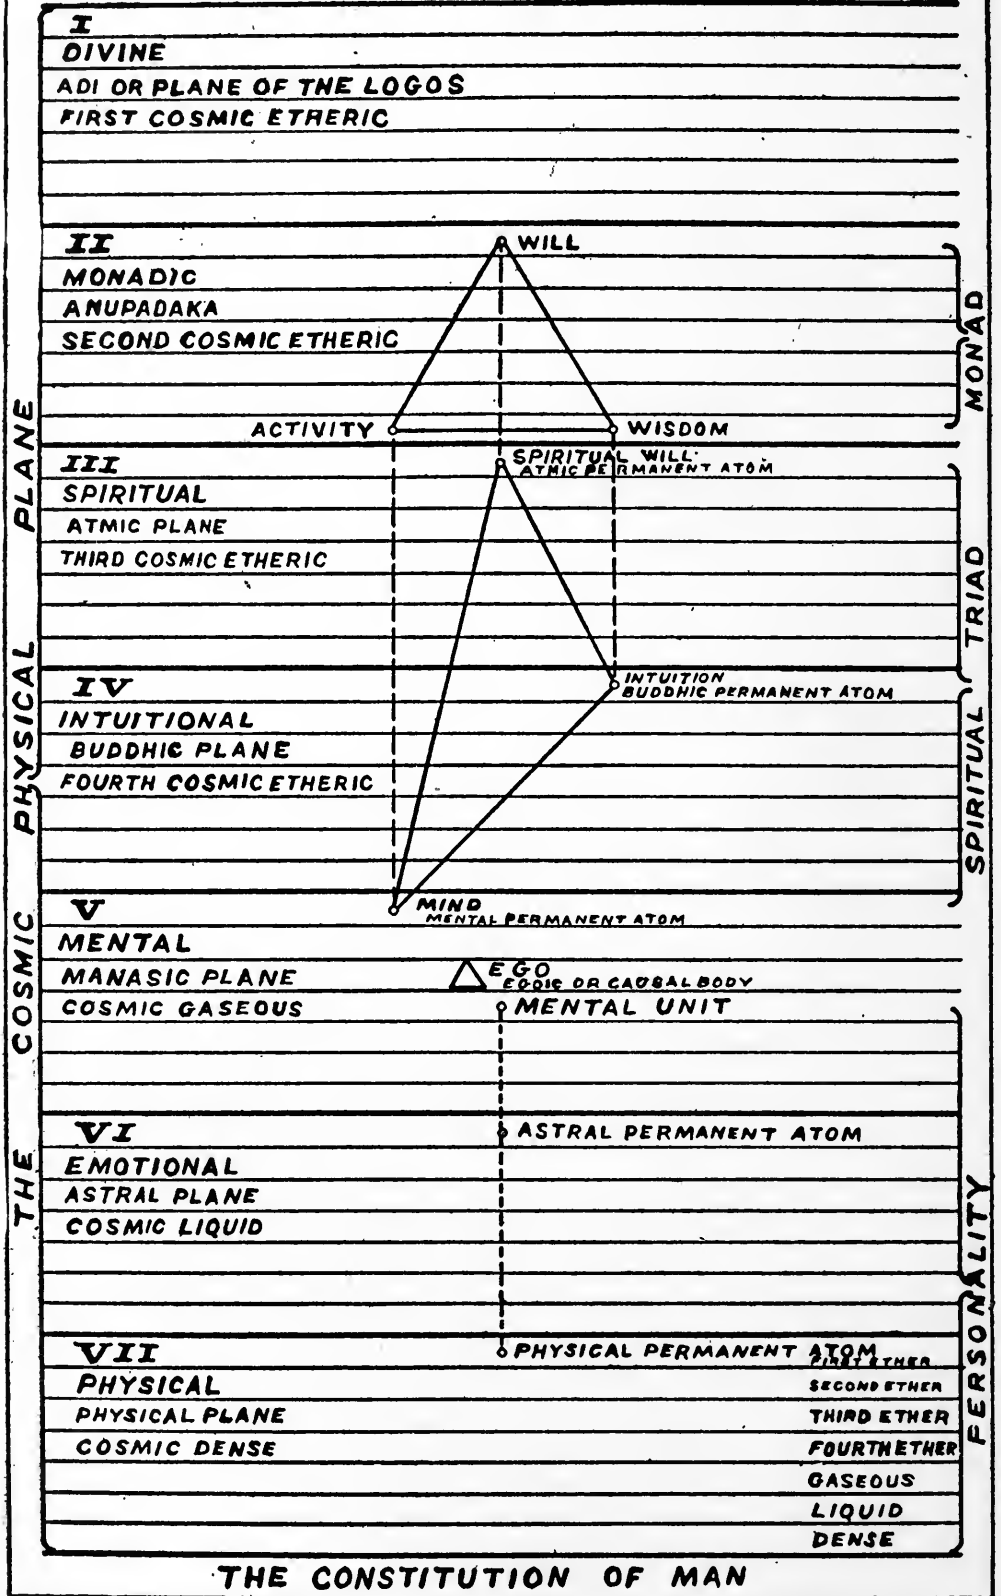 I
DIVINE
ADI OR PLANE OF THE LOGOS
FIRST COSMIC ETHERIC
II
WILL
MONADIC
ANUPADAKA
SECOND COSMIC ETHERIC
ACTIVITY
WISDOM
MONAD
III
SPIRITUAL WILL
ATMIC PERMANENT ATOM
SPIRITUAL
ATMIC PLANE
THIRD COSMIC ETHERIC
IV
INTUITION
BUDDHIC PERMANENT ATOM
INTUITIONAL
BUDDHIC PLANE
FOURTH COSMIC ETHERIC
SPIRITUAL TRIAD
V
MIND
MENTAL PERMANENT ATOM
MENTAL
MANASIC PLANE
EGO
EGOIC OR CAUSAL BODY
COSMIC GASEOUS
MENTAL UNIT
VI
ASTRAL PERMANENT ATOM
EMOTIONAL
ASTRAL PLANE
COSMIC LIQUID
VII
PHYSICAL PERMANENT ATOM
FIRST ETHER
PHYSICAL
SECOND ETHER
PHYSICAL PLANE
THIRD ETHER
COSMIC DENSE
FOURTH ETHER
GASEOUS
LIQUID
DENSE
PERSONALITY
THE COSMIC PHYSICAL PLANE
THE CONSTITUTION OF MAN